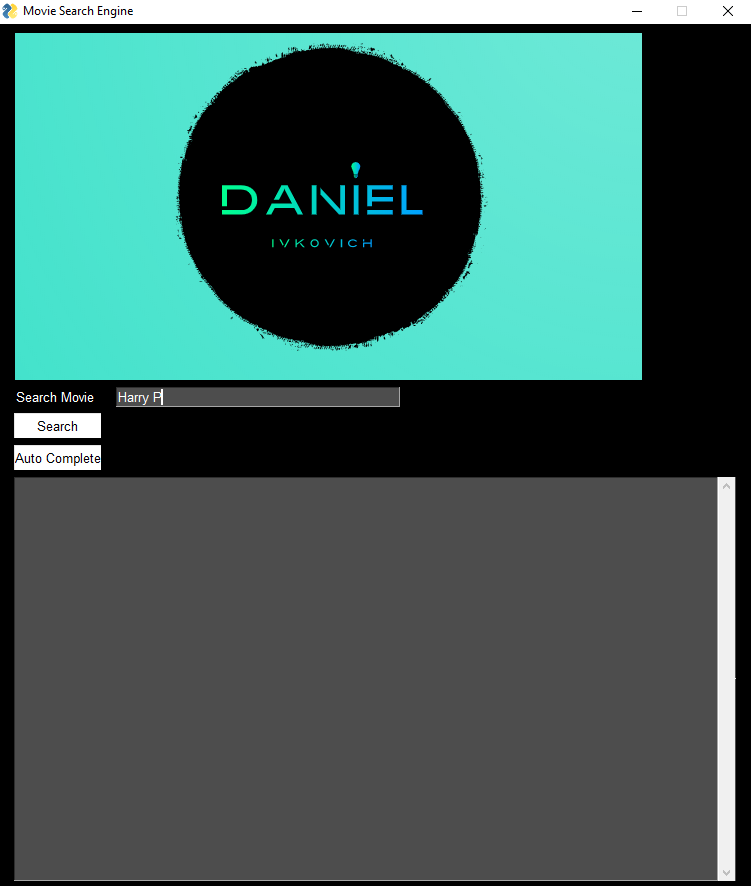 Movie Search Engine
DANIEL
IVKOVICH
Search Movie
Harry P
Search
Auto Complete